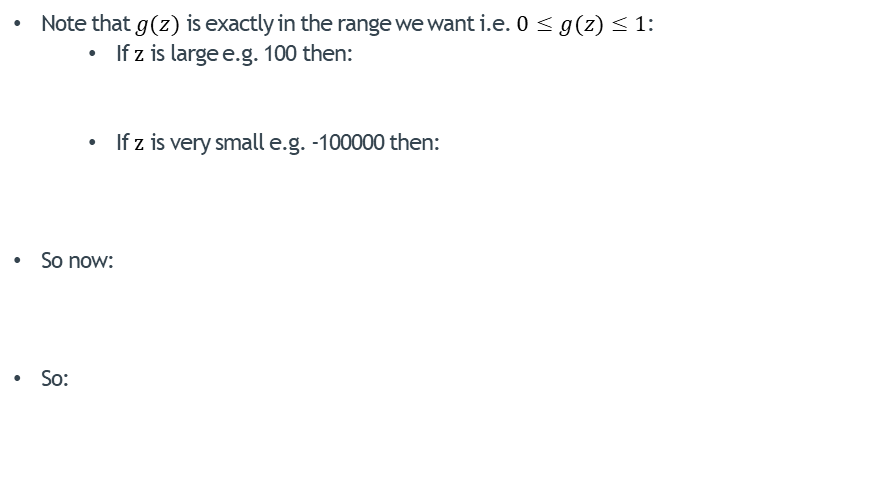 • Note that g(z) is exactly in the range we want i.e. 0 ≤ g(z) ≤ 1:
• If z is large e.g. 100 then:
• If z is very small e.g. -100000 then:
• So now:
• So: